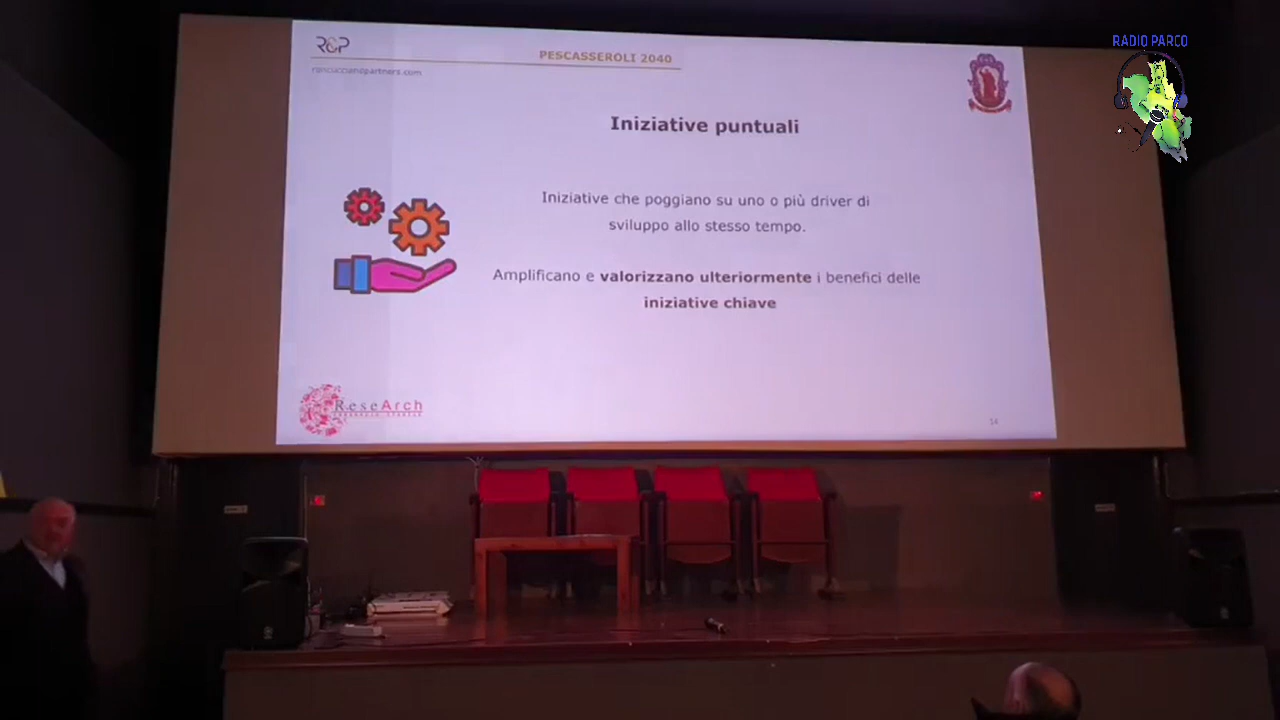 RADIO PARCO
R&P
PESCASSEROLI 2040
Iniziative puntuali
Iniziative che poggiano su uno o più driver di
sviluppo allo stesso tempo.
Amplificano e valorizzano ulteriormente i benefici delle
iniziative chiave
ReseArch
14